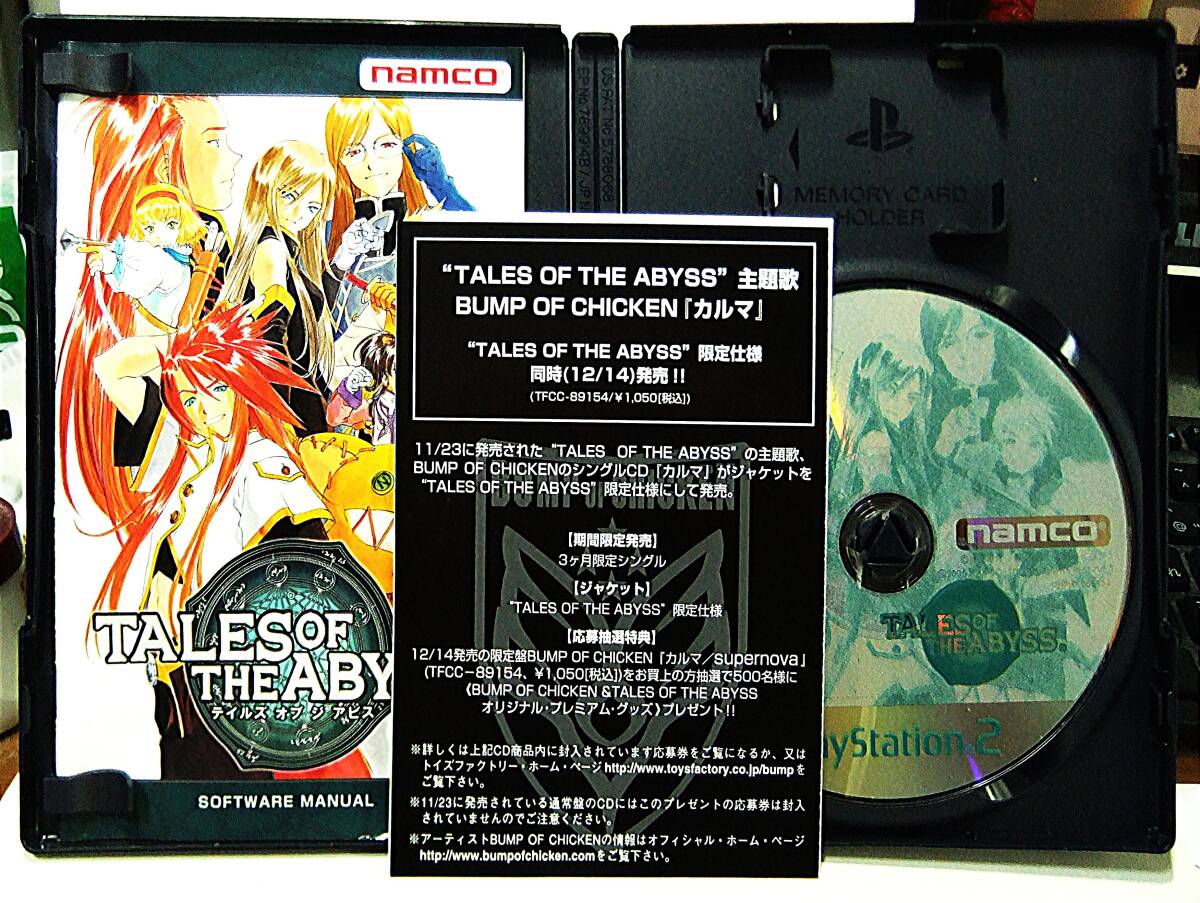 namco
TALES OF
THE ABY
テイルズ オブ ジ アビス
SOFTWARE MANUAL
MEMORY CARD
HOLDER
"TALES OF THE ABYSS" 主題歌
BUMP OF CHICKEN『カルマ』
"TALES OF THE ABYSS" 限定仕様
同時(12/14)発売!!
(TFCC-89154/¥1,050[税込])
11/23に発売された "TALES OF THE ABYSS" の主題歌、
BUMP OF CHICKENのシングルCD『カルマ』がジャケットを
"TALES OF THE ABYSS" 限定仕様にして発売。
BUMP OF CHICKEN
【期間限定発売】
3ヶ月限定シングル
【ジャケット】
"TALES OF THE ABYSS" 限定仕様
【応募抽選特典】
12/14発売の限定盤BUMP OF CHICKEN『カルマ/supernova』
(TFCC-89154、¥1,050[税込])をお買上の方抽選で500名様に
《BUMP OF CHICKEN &TALES OF THE ABYSS
オリジナル・プレミアム・グッズ》プレゼント!!
※詳しくは上記CD商品内に封入されています応募券をご覧になるか、又は
トイズファクトリー・ホーム・ページhttp://www.toysfactory.co.jp/bumpを
ご覧下さい。
※11/23に発売されている通常盤のCDにはこのプレゼントの応募券は封入
されていませんのでご注意ください。
※アーティストBUMP OF CHICKENの情報はオフィシャル・ホーム・ページ
http://www.bumpofchicken.comをご覧下さい。
namco
TALES OF
THE ABYSS
ayStation 2